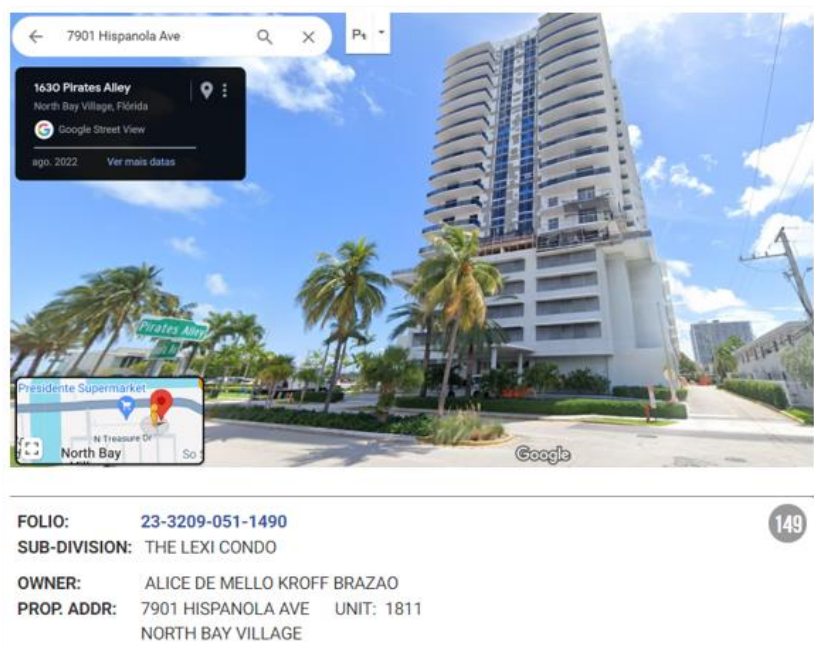 7901 Hispanola Ave
1630 Pirates Alley
North Bay Village, Flórida
Google Street View
ago. 2022 Ver mais datas
Pirates Alley
Presidente Supermarket
N Treasure Dr
North Bay
So
Google
FOLIO: 23-3209-051-1490
149
SUB-DIVISION: THE LEXI CONDO
OWNER: ALICE DE MELLO KROFF BRAZAO
PROP. ADDR: 7901 HISPANOLA AVE UNIT: 1811
NORTH BAY VILLAGE